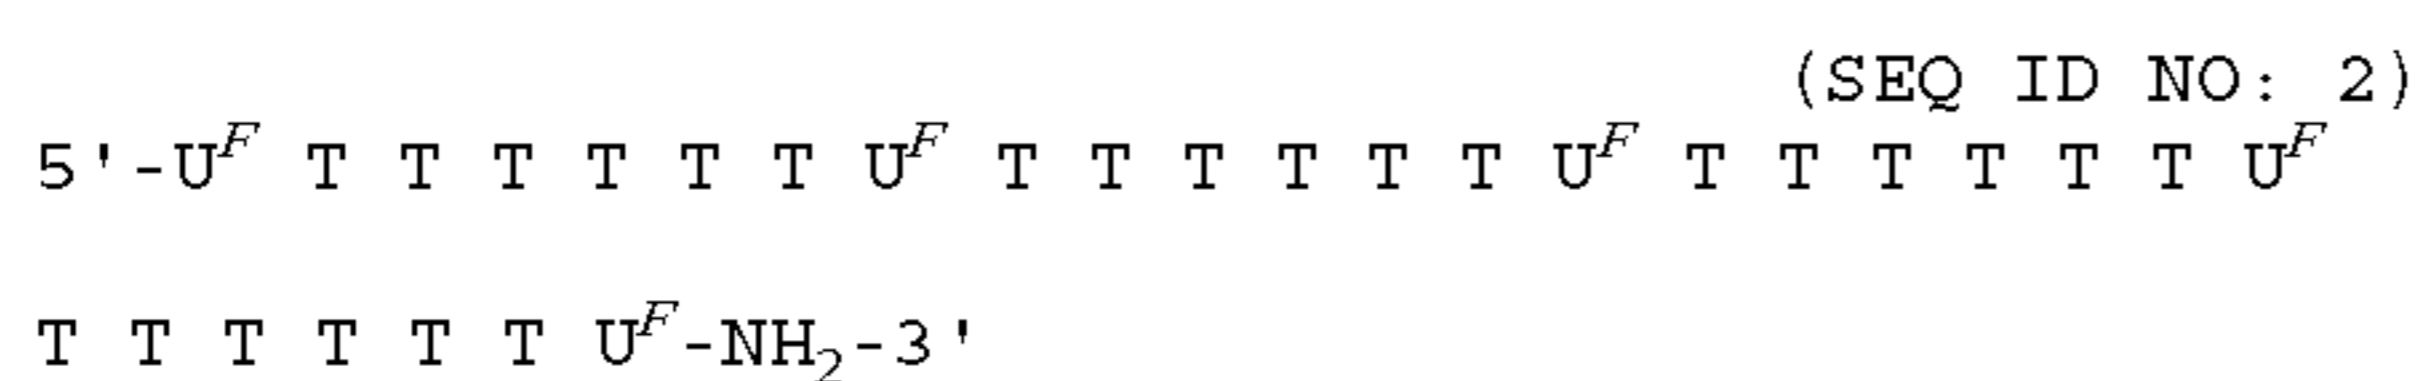 (SEQ ID NO: 2)
5'-U^F T T T T T T U^F T T T T T T U^F T T T T T T U^F
T T T T T T U^F-NH₂-3'